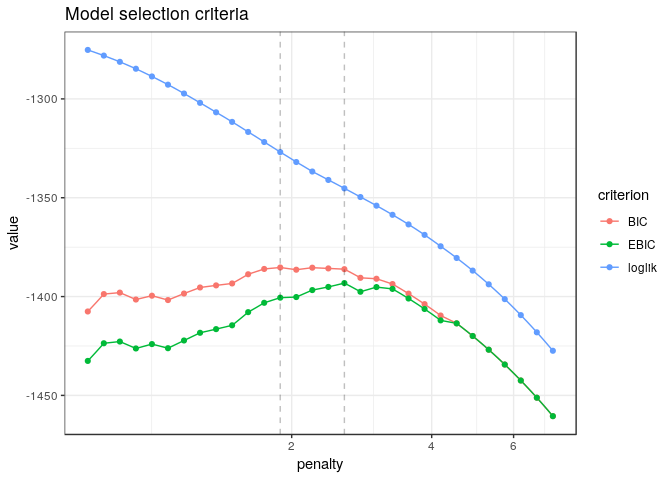 Model selection criteria
value
-1300
-1350
-1400
-1450
2
4
6
penalty
criterion
BIC
EBIC
loglik